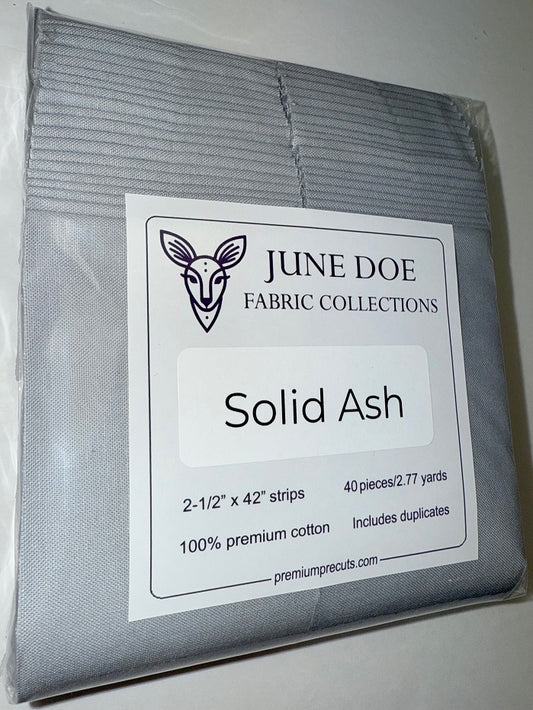 JUNE DOE
FABRIC COLLECTIONS
Solid Ash
2-1/2” x 42” strips
40 pieces/2.77 yards
100% premium cotton
Includes duplicates
premiumprecuts.com